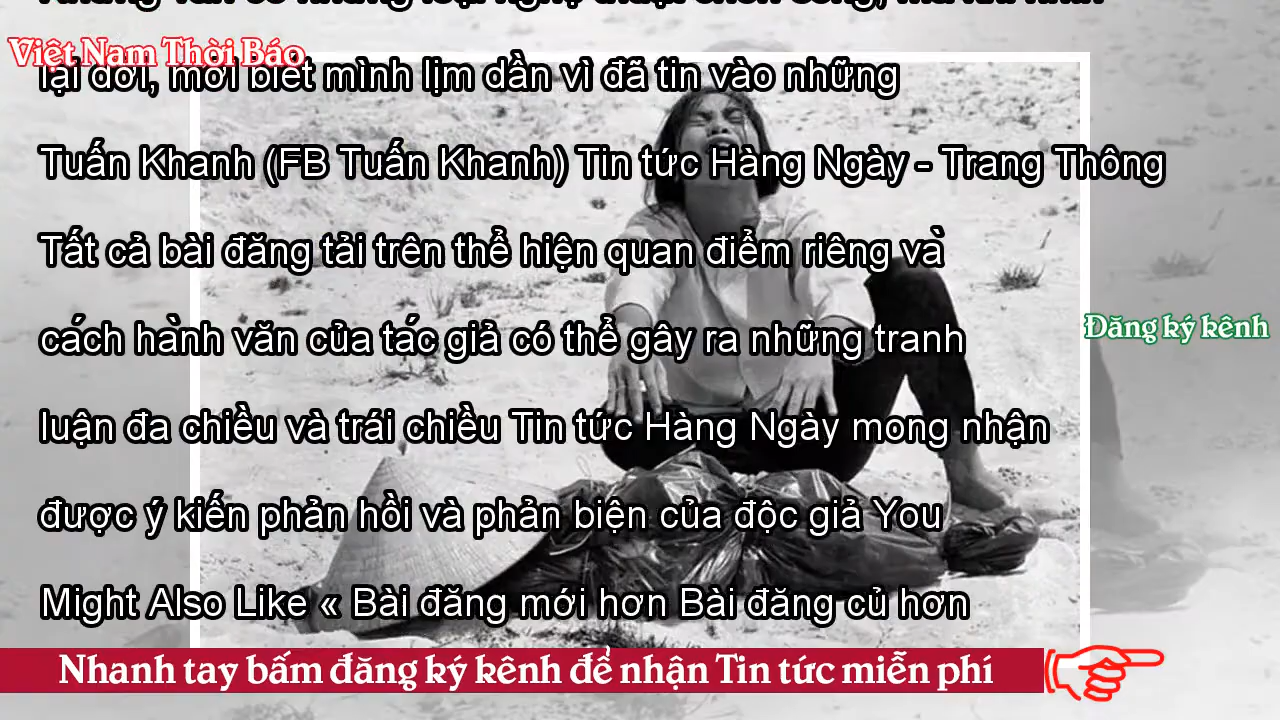 Việt Nam Thời Báo
lại đời, mới biết mình lịm dần vì đã tin vào những
Tuấn Khanh (FB Tuấn Khanh) Tin tức Hàng Ngày - Trang Thông
Tất cả bài đăng tải trên thể hiện quan điểm riêng và
cách hành văn của tác giả có thể gây ra những tranh
Đăng ký kênh
luận đa chiều và trái chiều Tin tức Hàng Ngày mong nhận
được ý kiến phản hồi và phản biện của độc giả You
Might Also Like « Bài đăng mới hơn Bài đăng củ hơn
Nhanh tay bấm đăng ký kênh để nhận Tin tức miễn phí